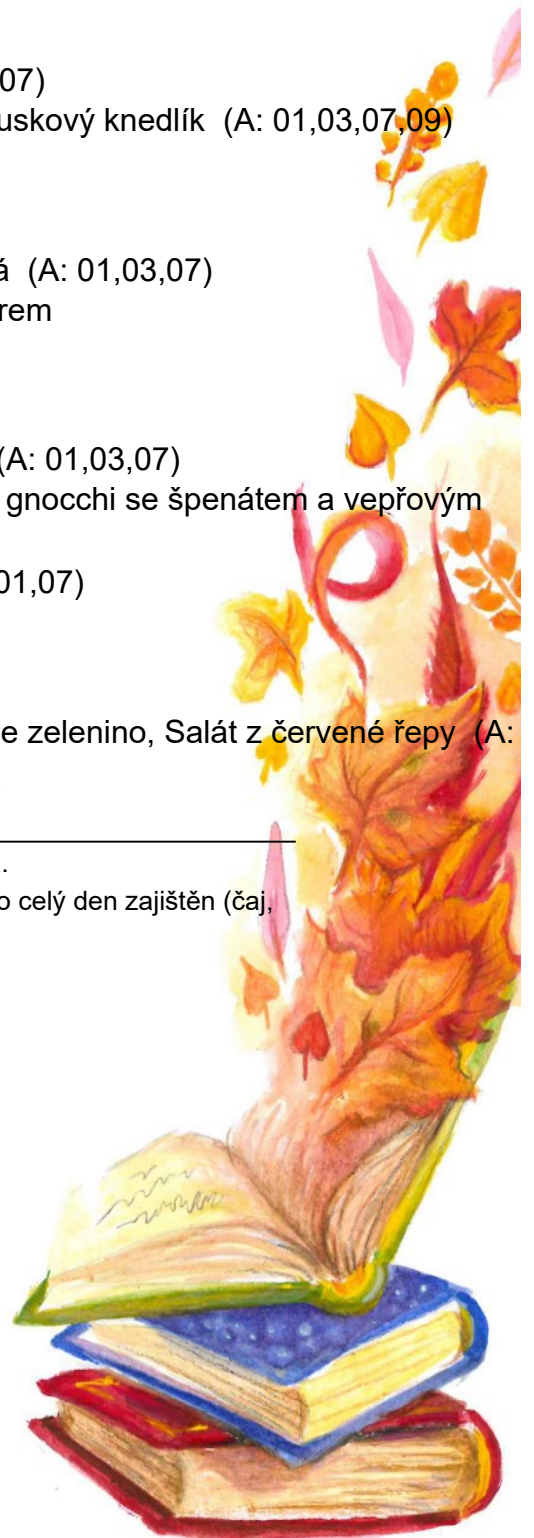 07)
uskový knedlík (A: 01,03,07,09)
á (A: 01,03,07)
rem
(A: 01,03,07)
gnocchi se špenátem a vepřovým
01,07)
e zelenino, Salát z červené řepy (A:
.
o celý den zajištěn (čaj,